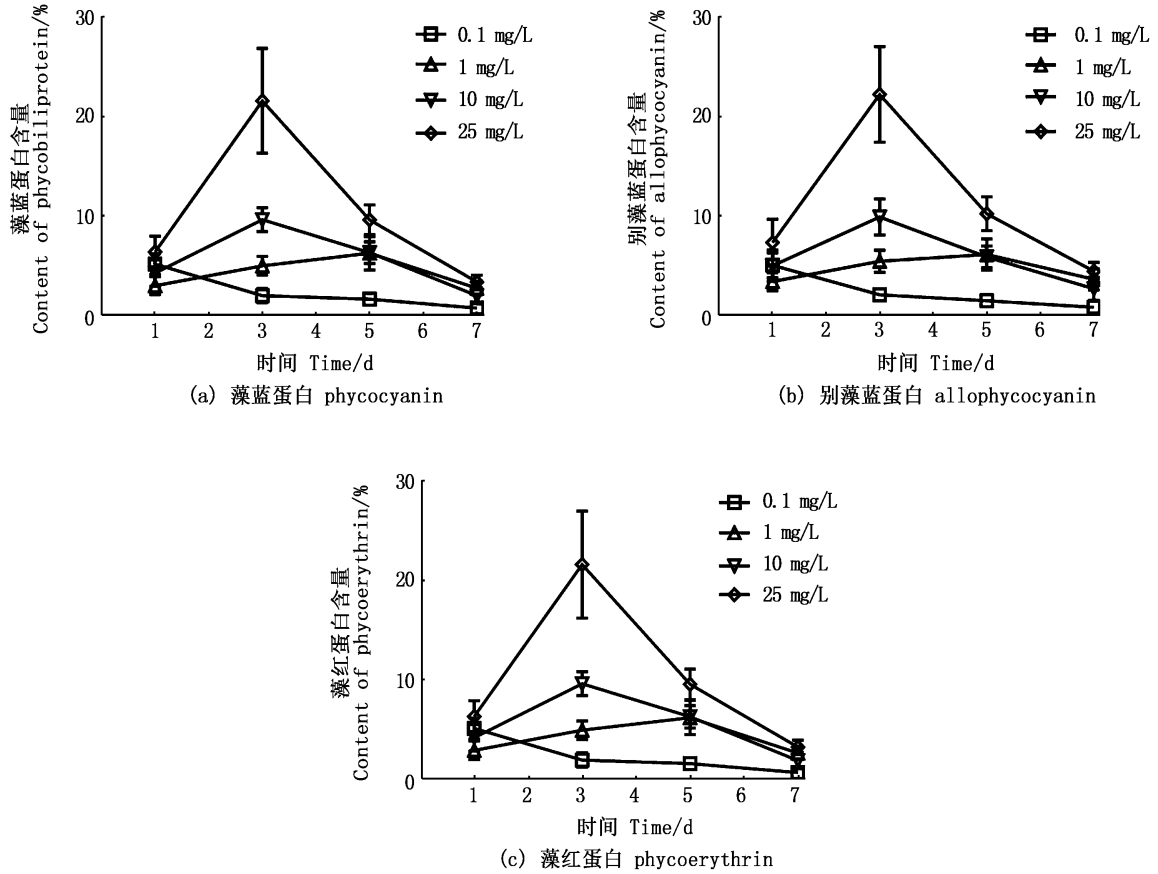 藻蓝蛋白含量
Content of phycobiliprotein/%
30
20
10
0
1 2 3 4 5 6 7
时间 Time/d
0.1 mg/L
1 mg/L
10 mg/L
25 mg/L
(a) 藻蓝蛋白 phycocyanin
别藻蓝蛋白含量
Content of allophycocyanin/%
30
20
10
0
1 2 3 4 5 6 7
时间 Time/d
0.1 mg/L
1 mg/L
10 mg/L
25 mg/L
(b) 别藻蓝蛋白 allophycocyanin
藻红蛋白含量
Content of phycoerythrin/%
30
20
10
0
1 2 3 4 5 6 7
时间 Time/d
0.1 mg/L
1 mg/L
10 mg/L
25 mg/L
(c) 藻红蛋白 phycoerythrin